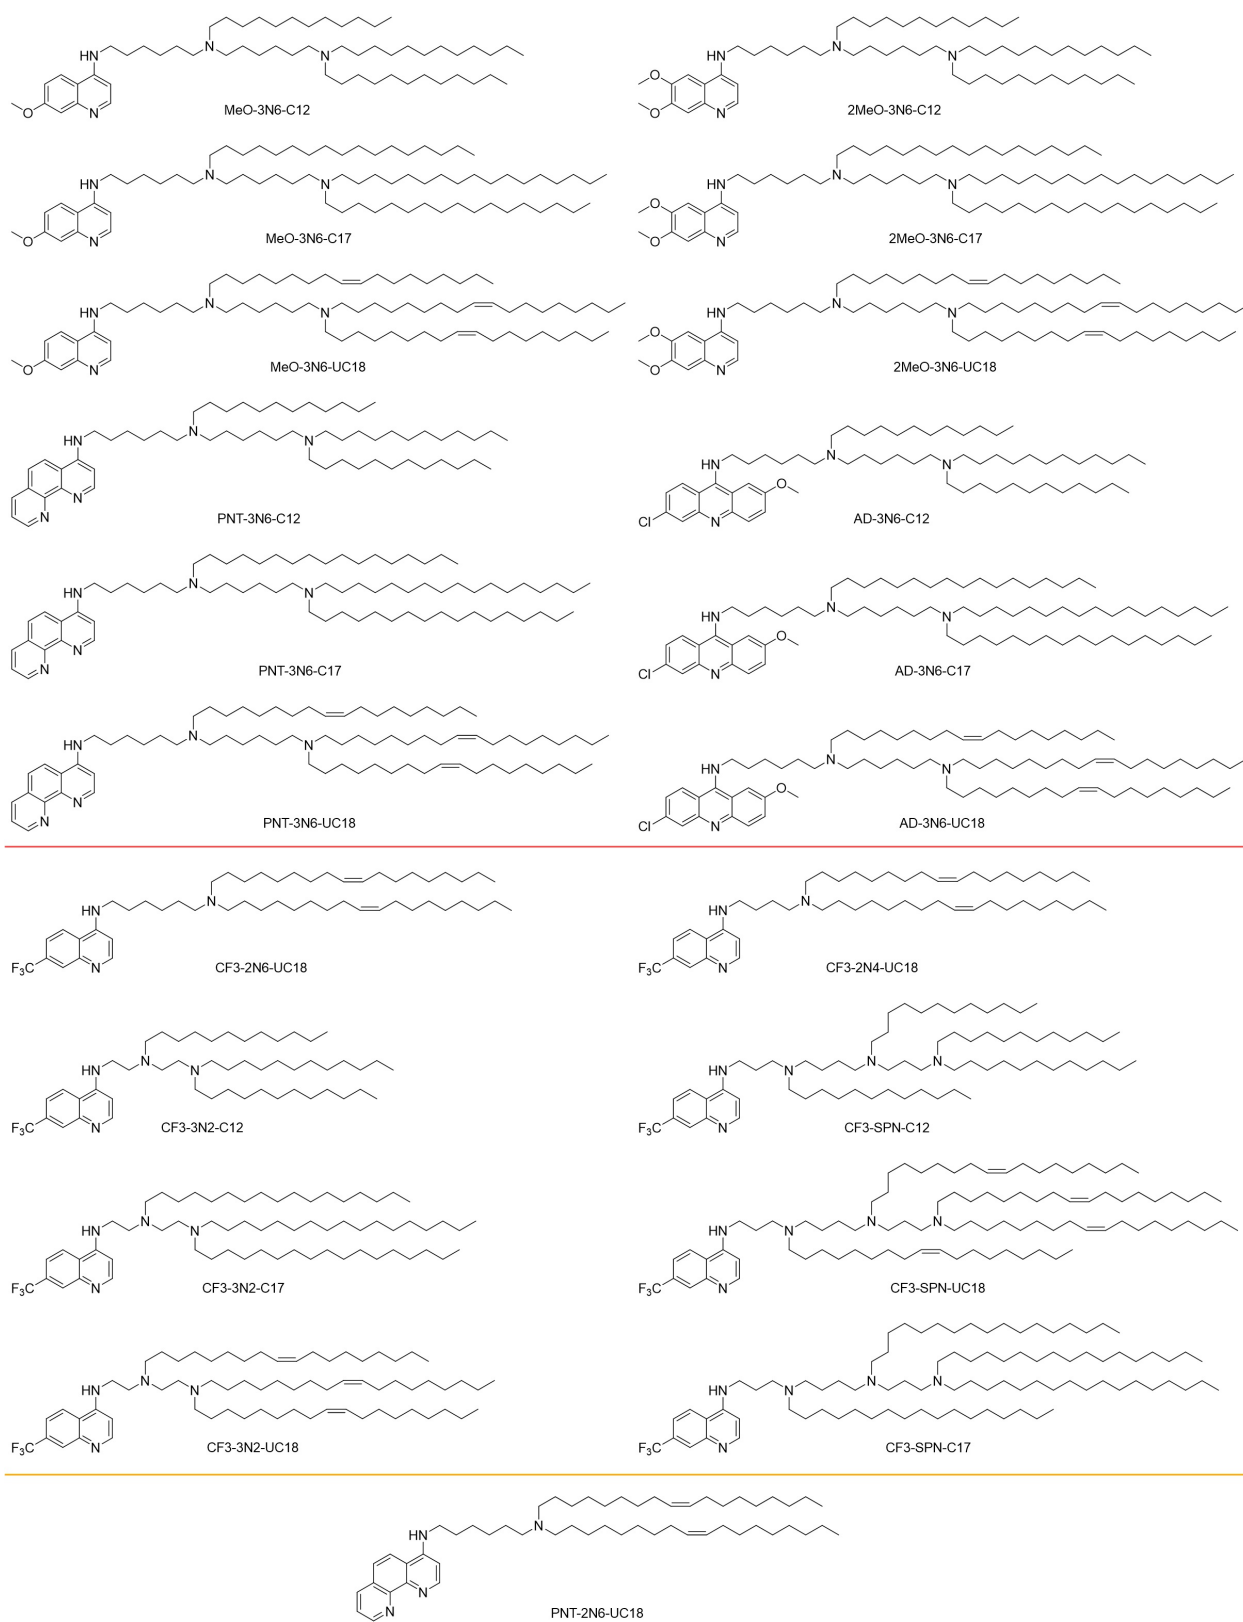 HN N N
O N
MeO-3N6-C12
HN N N
O O N
2MeO-3N6-C12
HN N N
O N
MeO-3N6-C17
HN N N
O O N
2MeO-3N6-C17
HN N N
O N
MeO-3N6-UC18
HN N N
O O N
2MeO-3N6-UC18
HN N N
N N
PNT-3N6-C12
HN N N
O Cl N
AD-3N6-C12
HN N N
N N
PNT-3N6-C17
HN N N
O Cl N
AD-3N6-C17
HN N N
N N
PNT-3N6-UC18
HN N N
O Cl N
AD-3N6-UC18
HN N
F3C N
CF3-2N6-UC18
HN N
F3C N
CF3-2N4-UC18
HN N N
F3C N
CF3-3N2-C12
HN N N N
F3C N
CF3-SPN-C12
HN N N
F3C N
CF3-3N2-C17
HN N N N
F3C N
CF3-SPN-UC18
HN N N
F3C N
CF3-3N2-UC18
HN N N N
F3C N
CF3-SPN-C17
HN N
N N
PNT-2N6-UC18